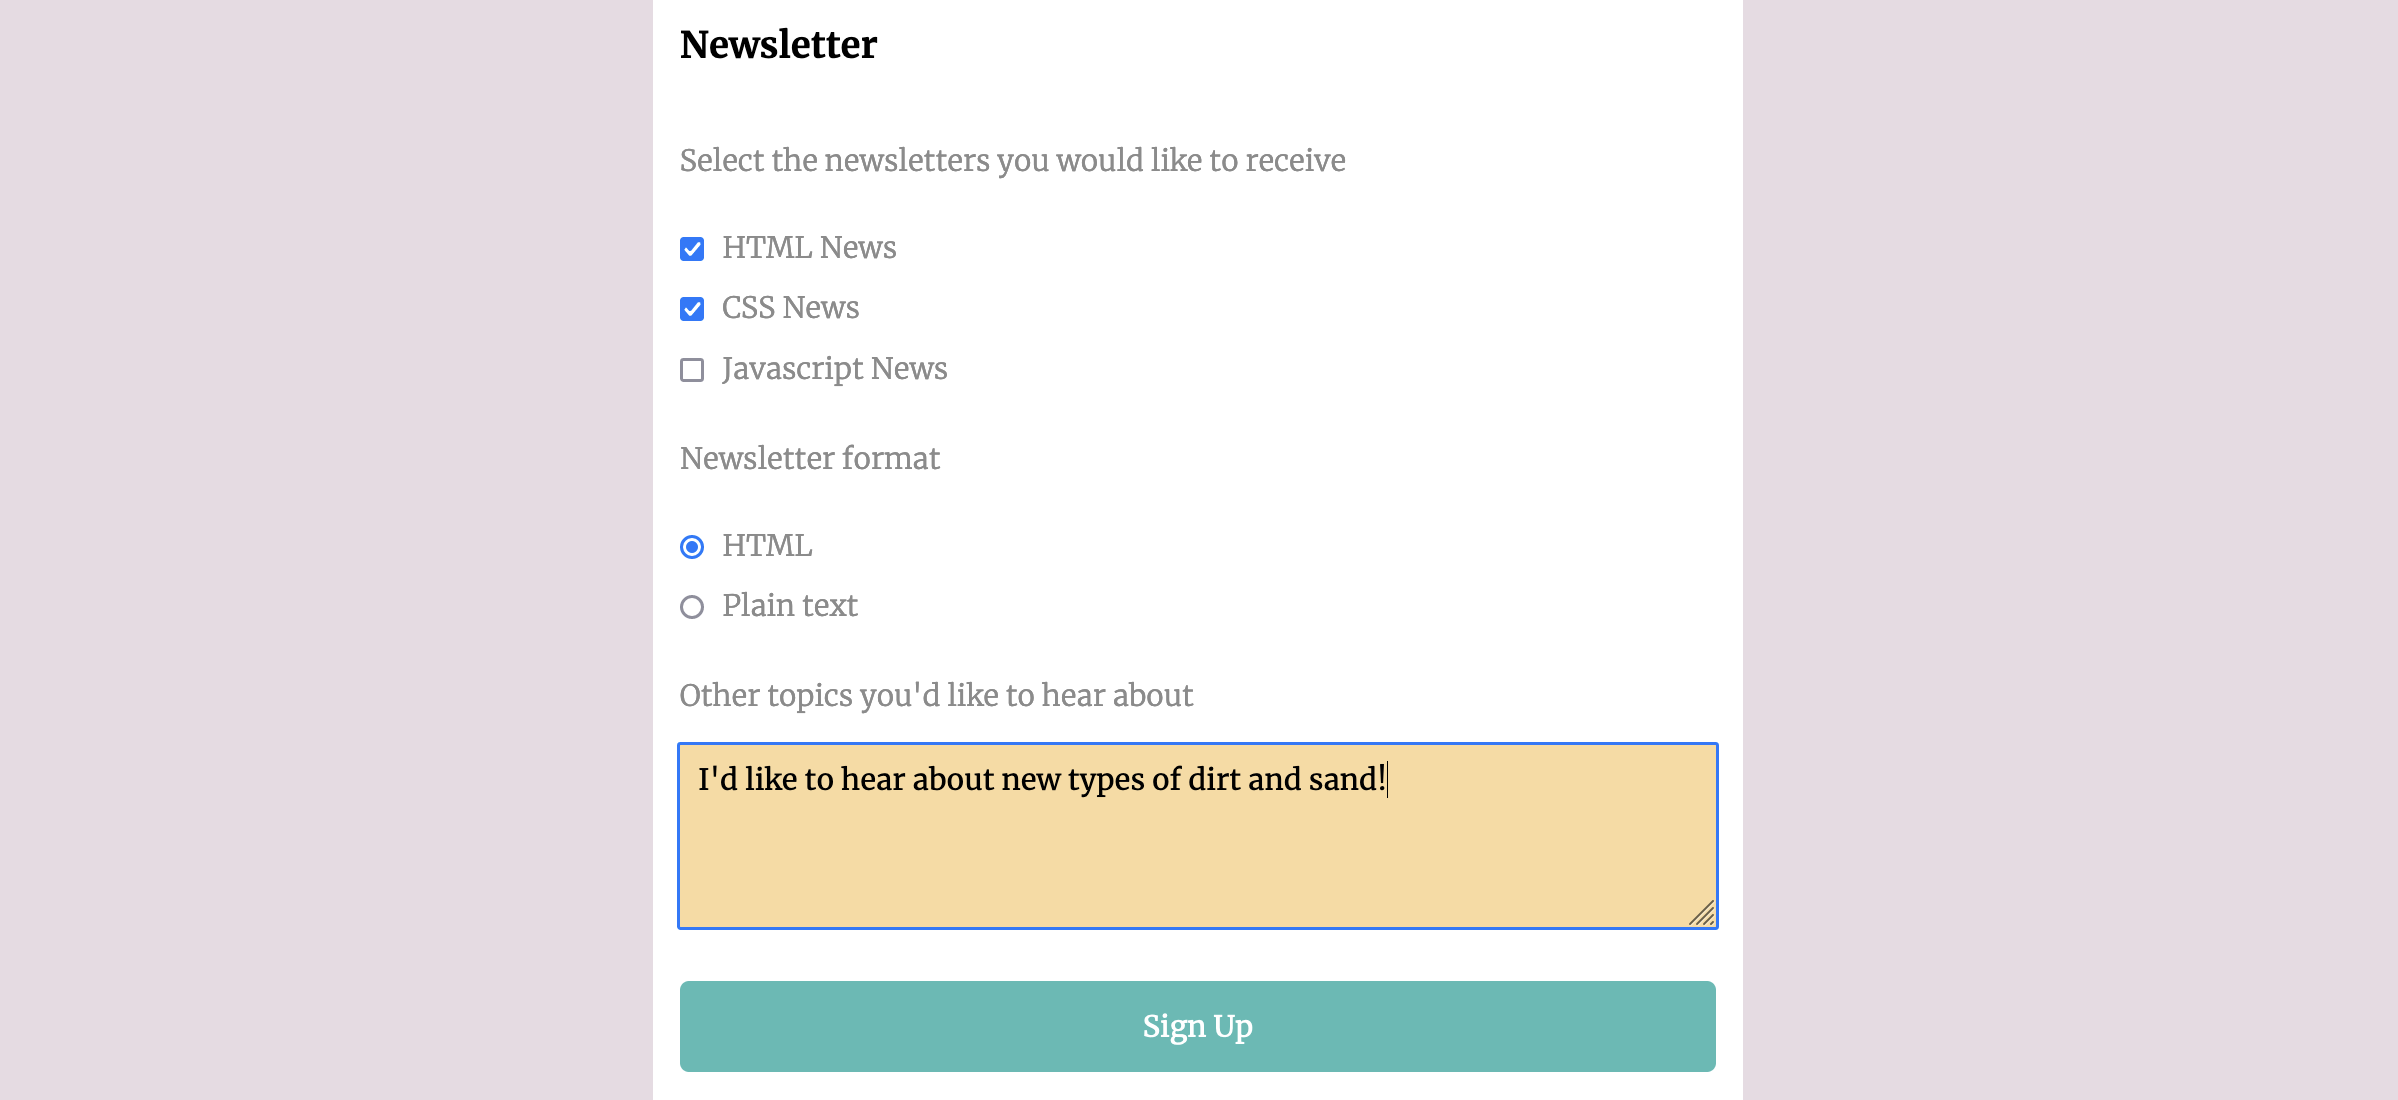 Newsletter
Select the newsletters you would like to receive
HTML News
CSS News
Javascript News
Newsletter format
HTML
Plain text
Other topics you'd like to hear about
I'd like to hear about new types of dirt and sand!
Sign Up